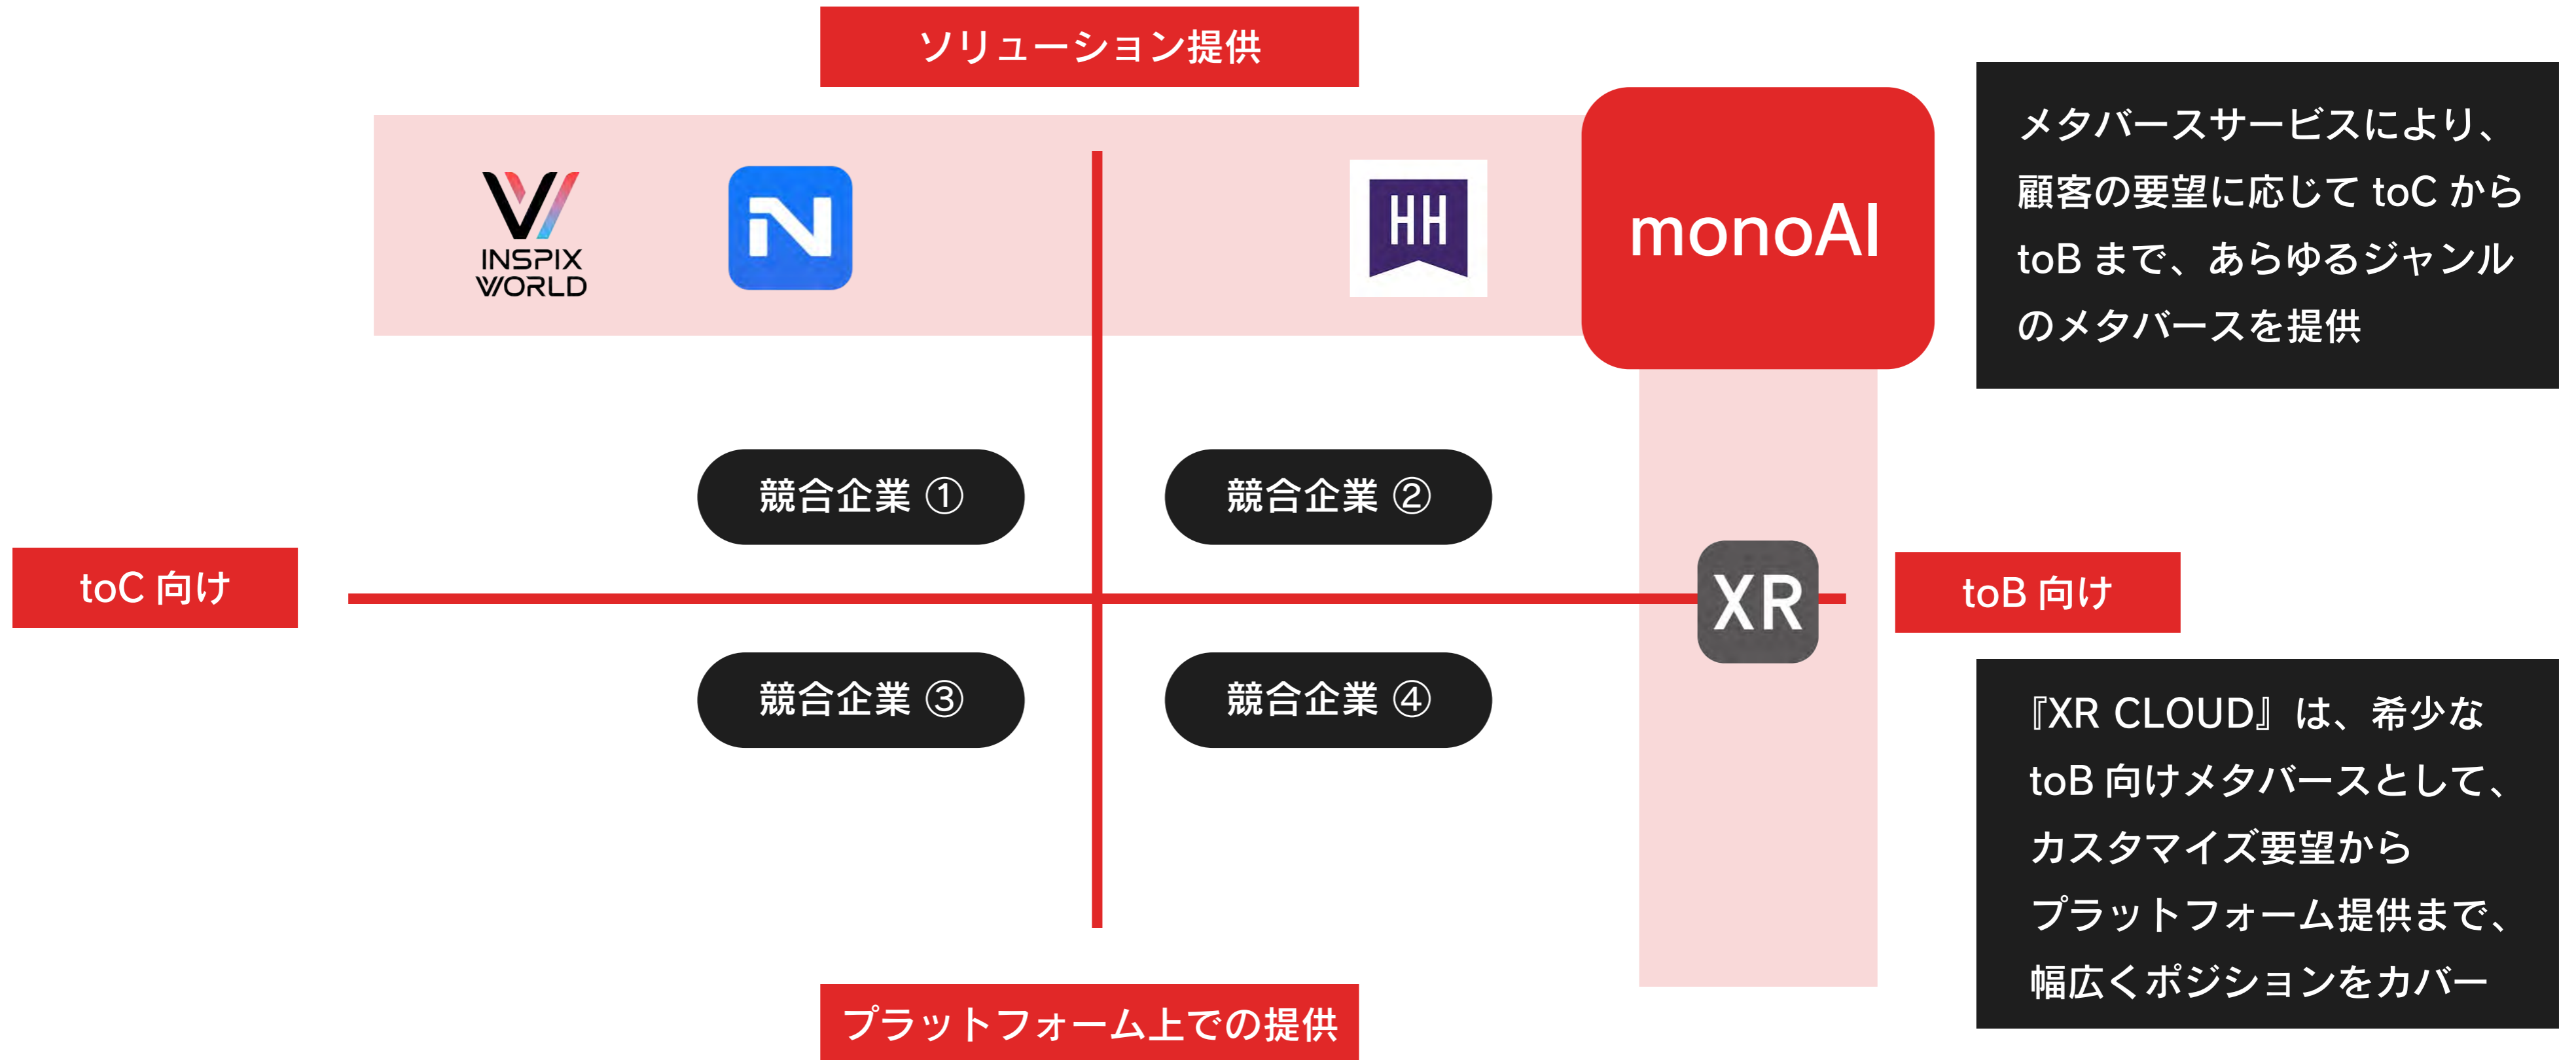 ソリューション提供
メタバースサービスにより、
顧客の要望に応じて toC から
toB まで、あらゆるジャンル
のメタバースを提供
INSPIX
WORLD
N
HH
monoAI
競合企業 ①
競合企業 ②
toC 向け
XR
toB 向け
競合企業 ③
競合企業 ④
『XR CLOUD』は、希少な
toB 向けメタバースとして、
カスタマイズ要望から
プラットフォーム提供まで、
幅広くポジションをカバー
プラットフォーム上での提供